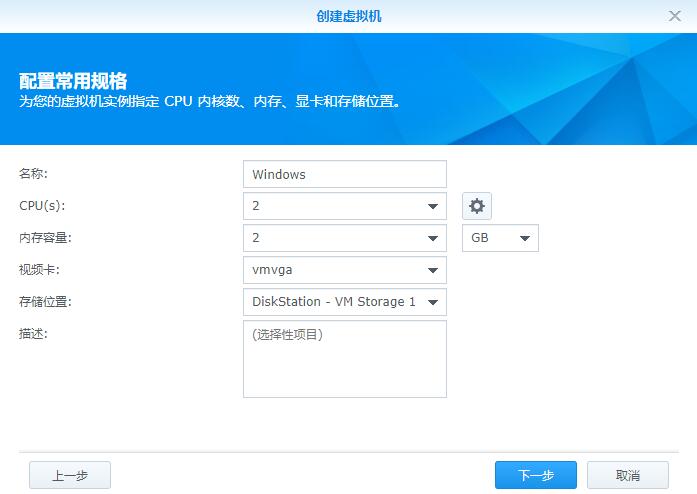 创建虚拟机
配置常用规格
为您的虚拟机实例指定 CPU 内核数、内存、显卡和存储位置。
名称: Windows
CPU(s): 2
内存容量: 2 GB
视频卡: vmvga
存储位置: DiskStation - VM Storage 1
描述: (选择性项目)
上一步 下一步 取消